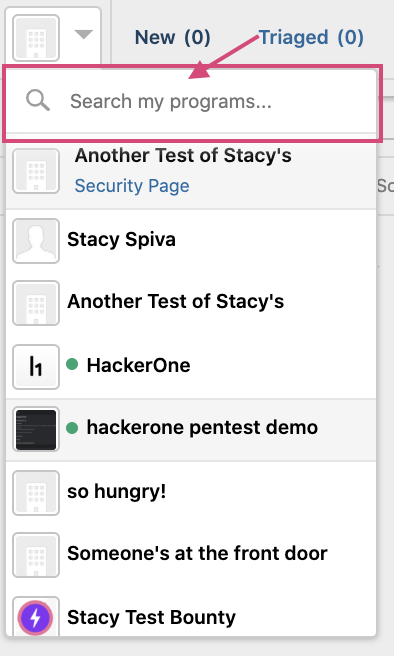 New (0) Triaged (0)
Search my programs...
Another Test of Stacy's
Security Page
Stacy Spiva
Another Test of Stacy's
HackerOne
hackerone pentest demo
so hungry!
Someone's at the front door
Stacy Test Bounty